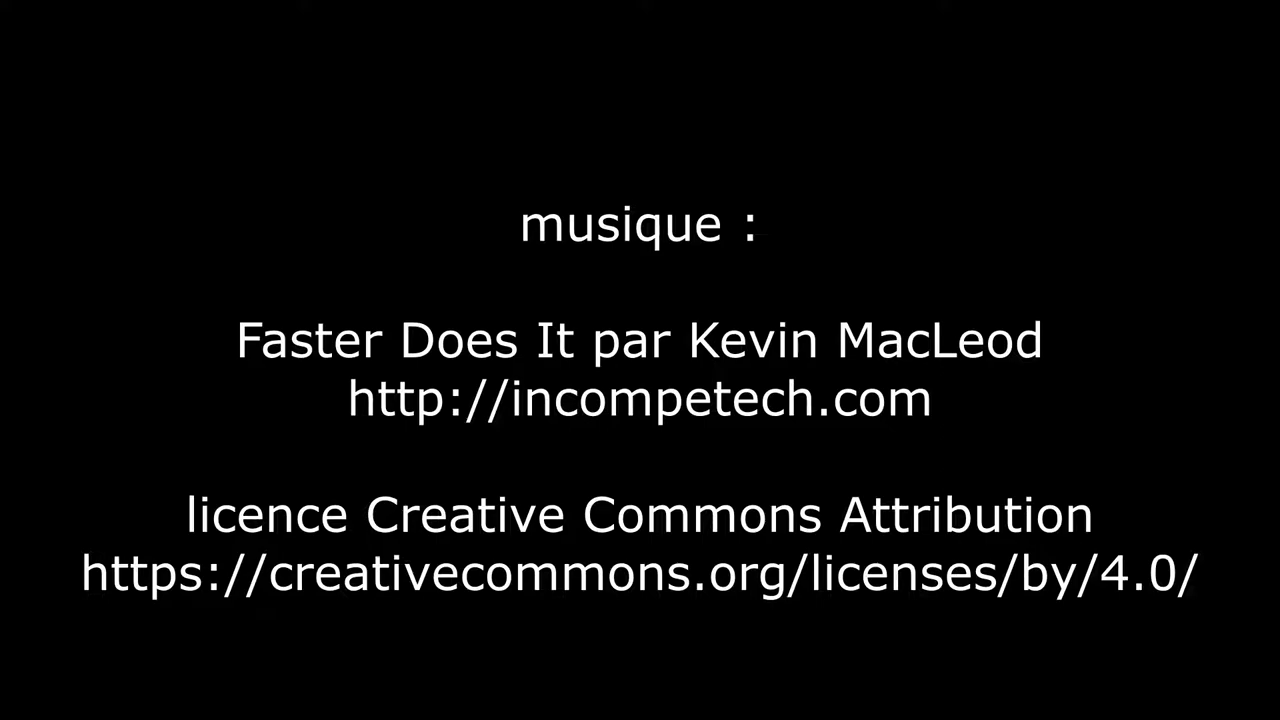 musique :
Faster Does It par Kevin MacLeod
http://incompetech.com
licence Creative Commons Attribution
https://creativecommons.org/licenses/by/4.0/